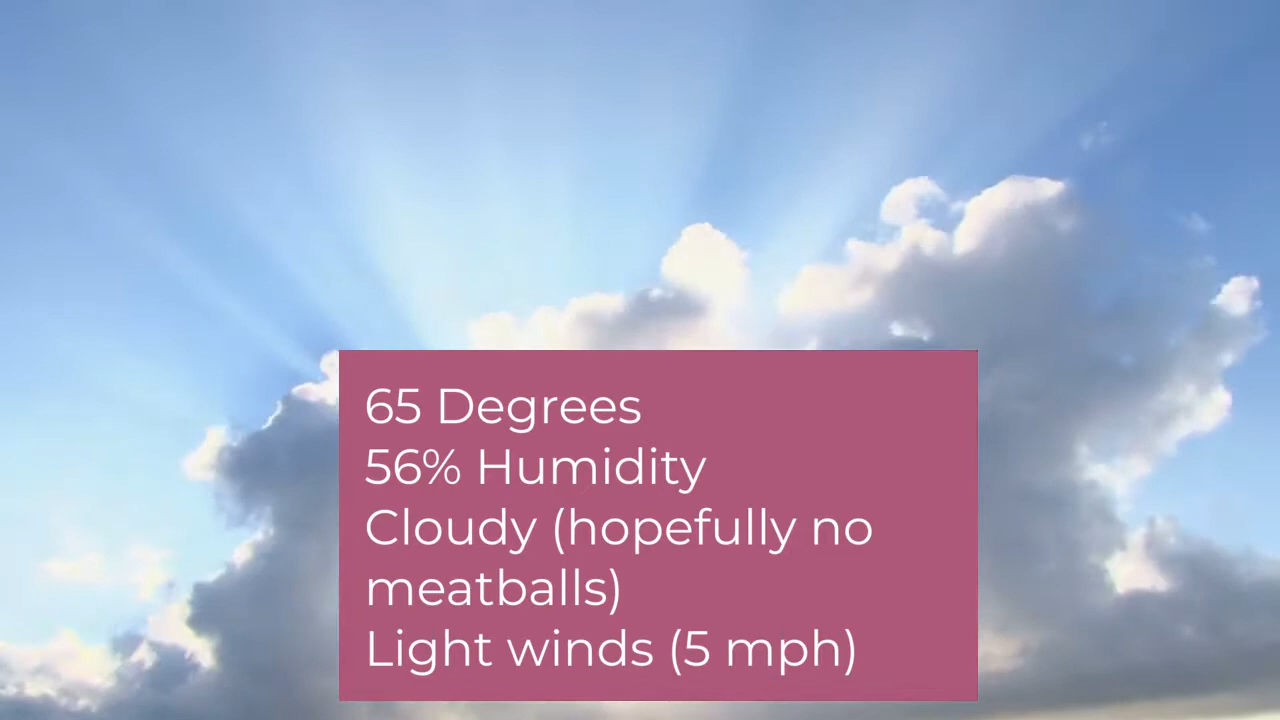 65 Degrees
56% Humidity
Cloudy (hopefully no
meatballs)
Light winds (5 mph)